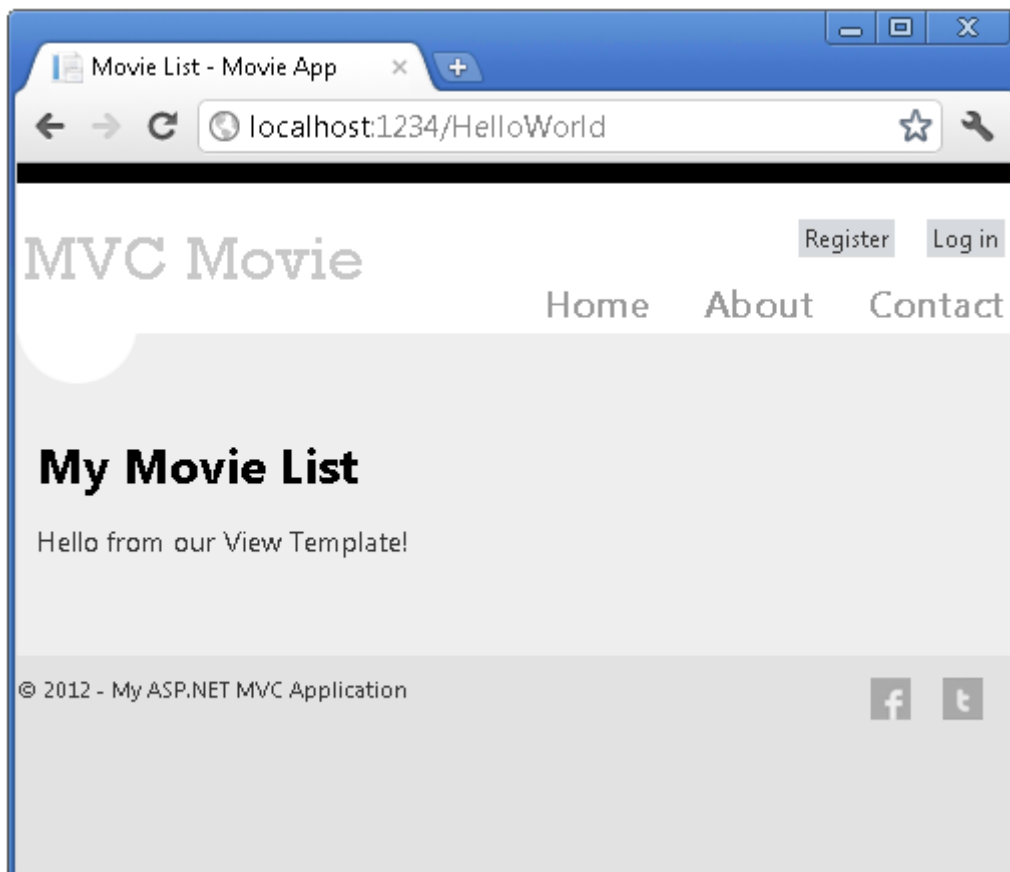 Movie List - Movie App
localhost:1234/HelloWorld
Register Log in
MVC Movie
Home About Contact
My Movie List
Hello from our View Template!
© 2012 - My ASP.NET MVC Application